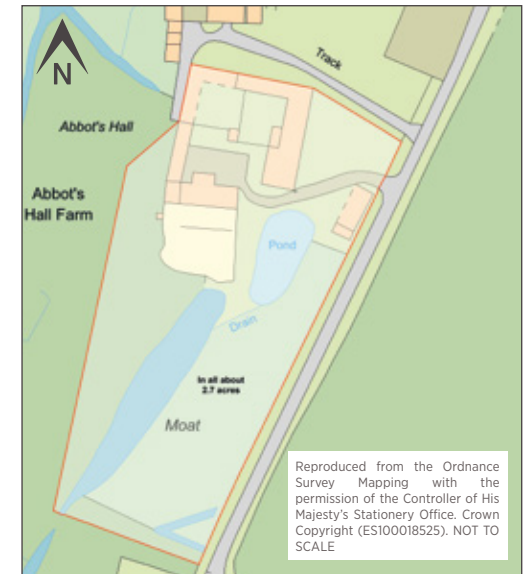 N
Track
Abbot's Hall
Abbot's
Hall Farm
Pond
Drain
In all about
2.7 acres
Moat
Reproduced from the Ordnance
Survey Mapping with the
permission of the Controller of His
Majesty's Stationery Office. Crown
Copyright (ES100018525). NOT TO
SCALE